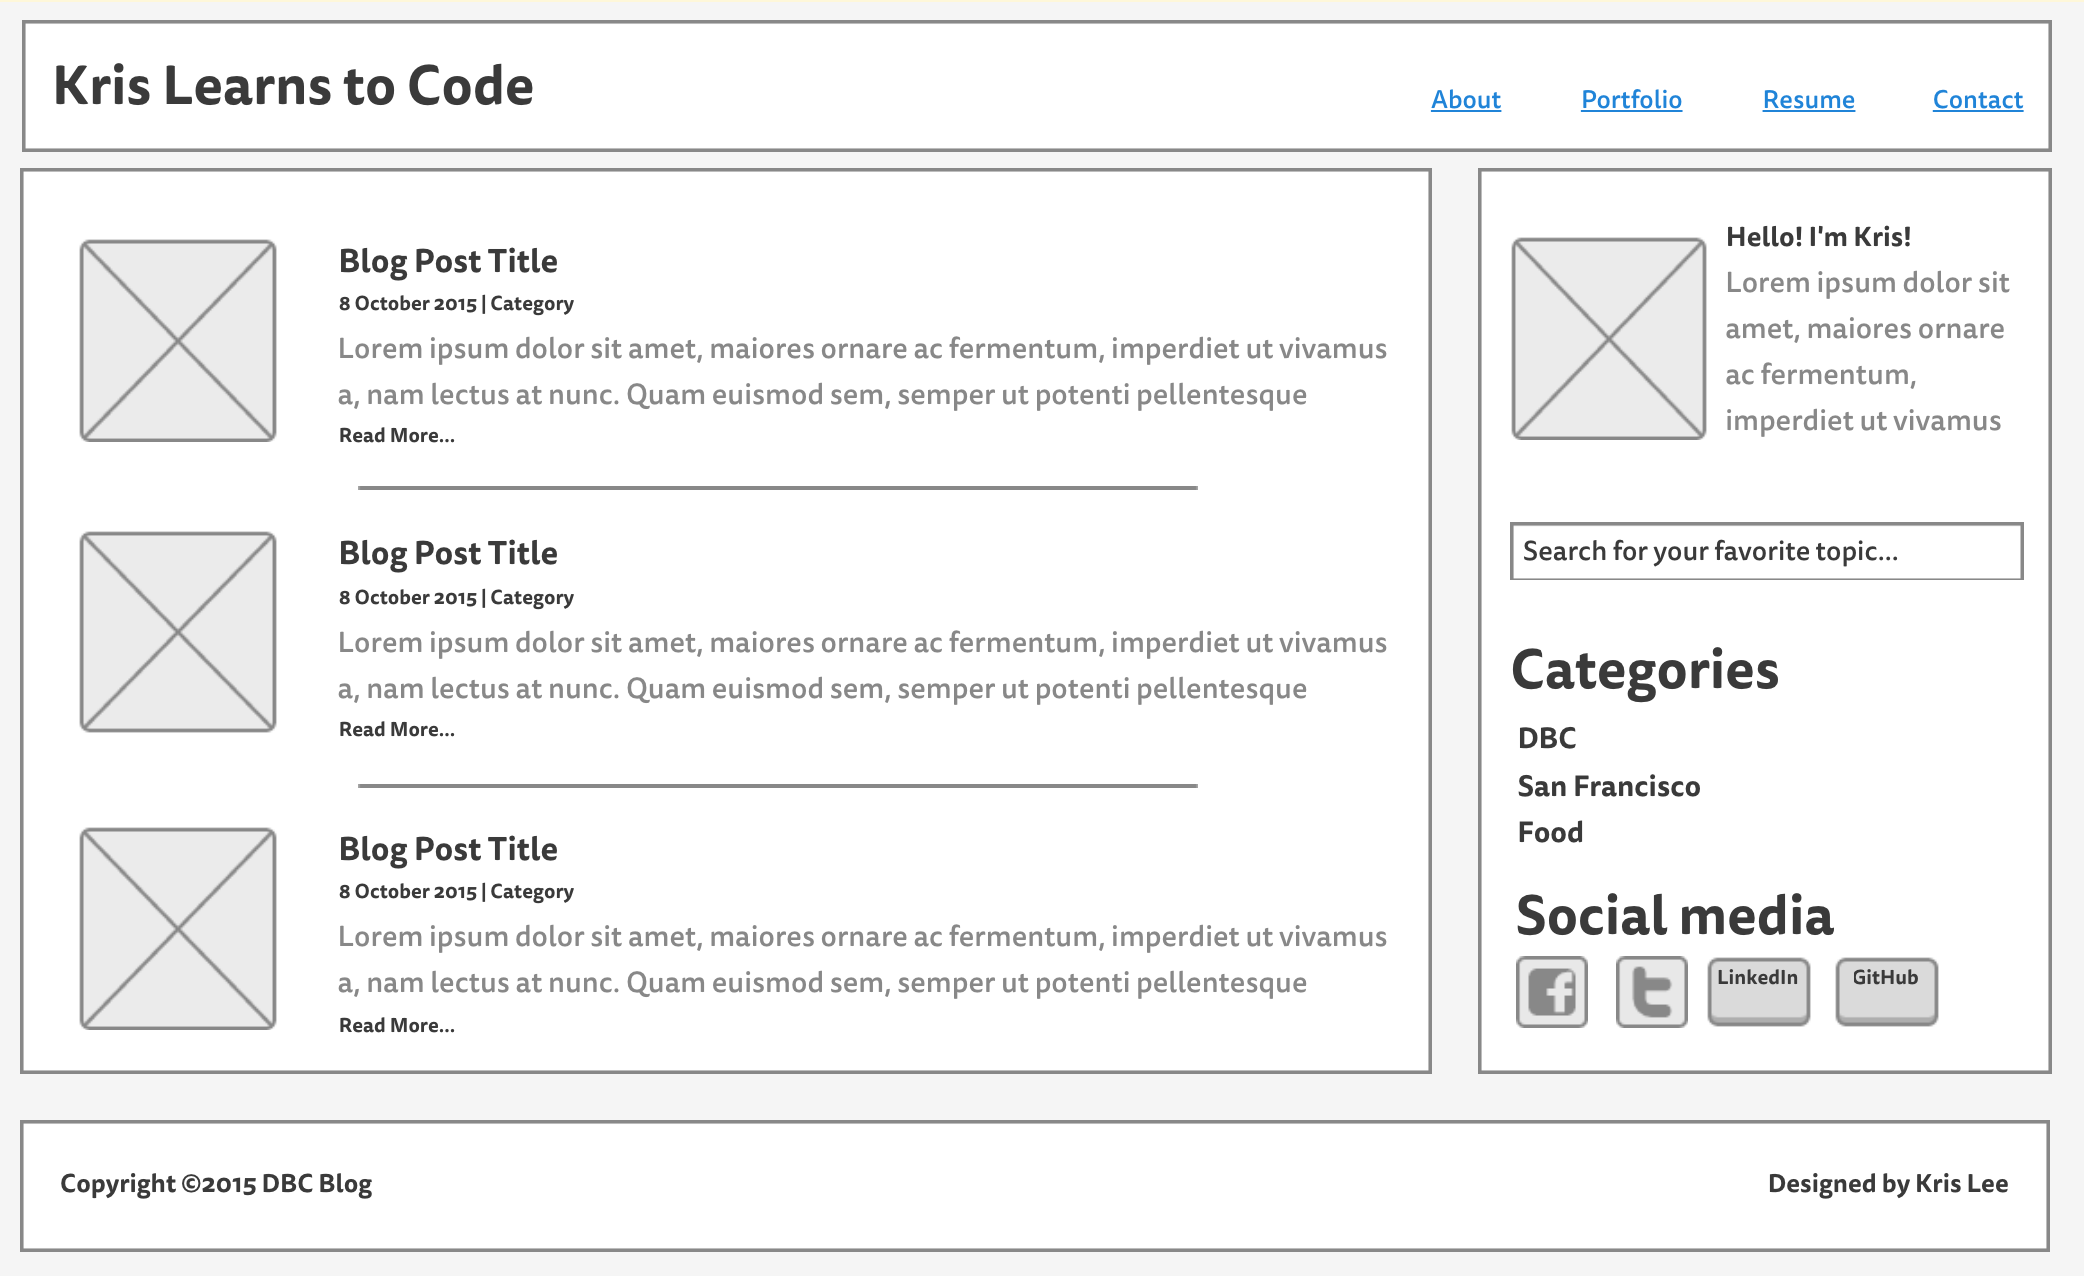 Kris Learns to Code
About Portfolio Resume Contact
Blog Post Title
8 October 2015 | Category
Lorem ipsum dolor sit amet, maiores ornare ac fermentum, imperdiet ut vivamus
a, nam lectus at nunc. Quam euismod sem, semper ut potenti pellentesque
Read More...
Blog Post Title
8 October 2015 | Category
Lorem ipsum dolor sit amet, maiores ornare ac fermentum, imperdiet ut vivamus
a, nam lectus at nunc. Quam euismod sem, semper ut potenti pellentesque
Read More...
Blog Post Title
8 October 2015 | Category
Lorem ipsum dolor sit amet, maiores ornare ac fermentum, imperdiet ut vivamus
a, nam lectus at nunc. Quam euismod sem, semper ut potenti pellentesque
Read More...
Hello! I'm Kris!
Lorem ipsum dolor sit
amet, maiores ornare
ac fermentum,
imperdiet ut vivamus
Search for your favorite topic...
Categories
DBC
San Francisco
Food
Social media
f t LinkedIn GitHub
Copyright ©2015 DBC Blog
Designed by Kris Lee